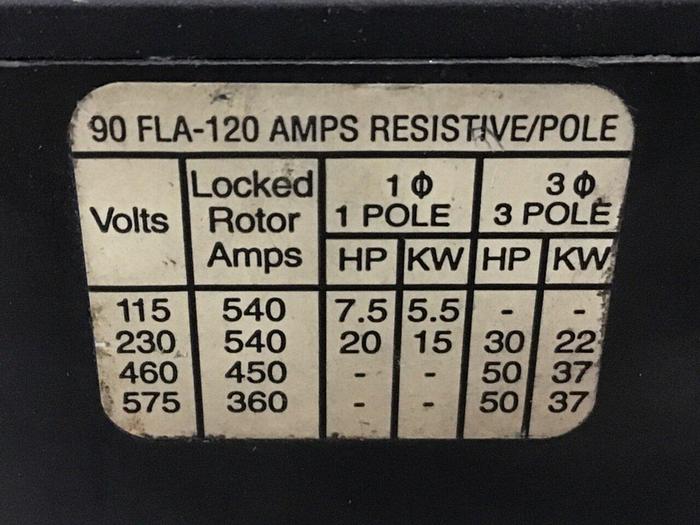 90 FLA-120 AMPS RESISTIVE/POLE
Volts Locked Rotor Amps 1 Φ 1 POLE 3 Φ 3 POLE
HP KW HP KW
115 540 7.5 5.5 - -
230 540 20 15 30 22
460 450 - - 50 37
575 360 - - 50 37